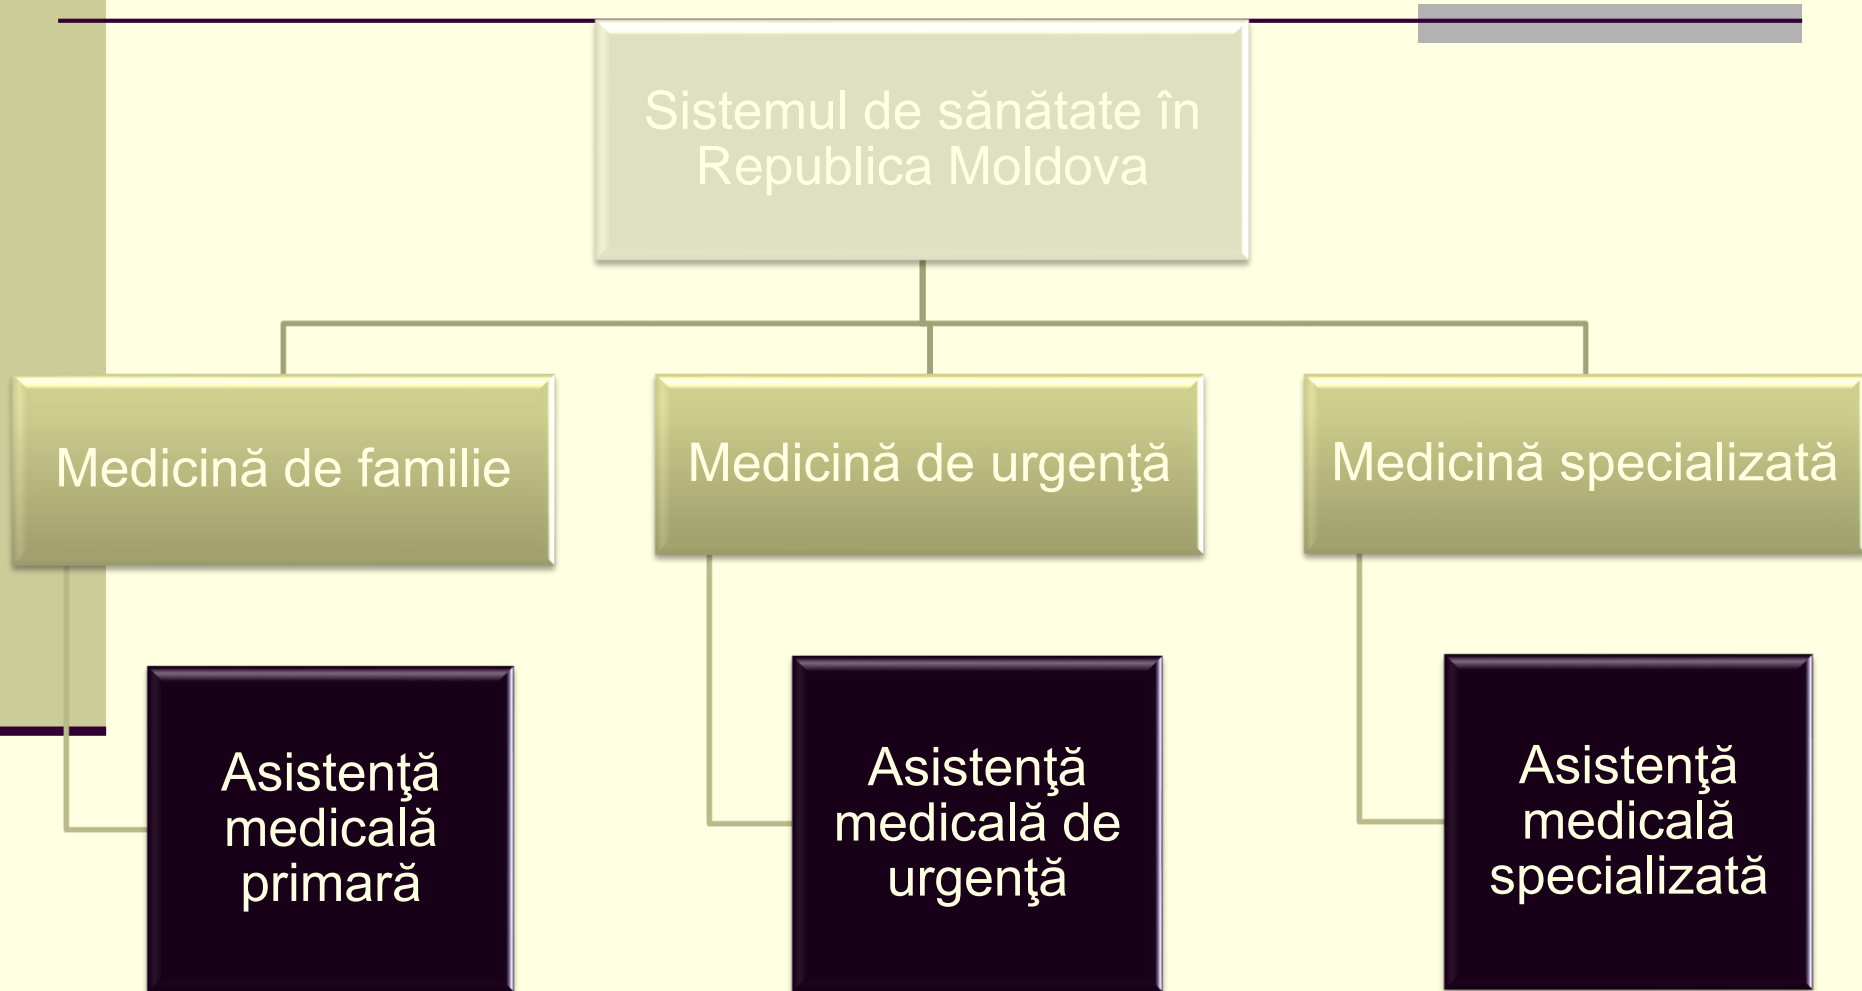 Sistemul de sănătate în
Republica Moldova
Medicină de familie
Medicină de urgenţă
Medicină specializată
Asistenţă
medicală
primară
Asistenţă
medicală de
urgenţă
Asistenţă
medicală
specializată